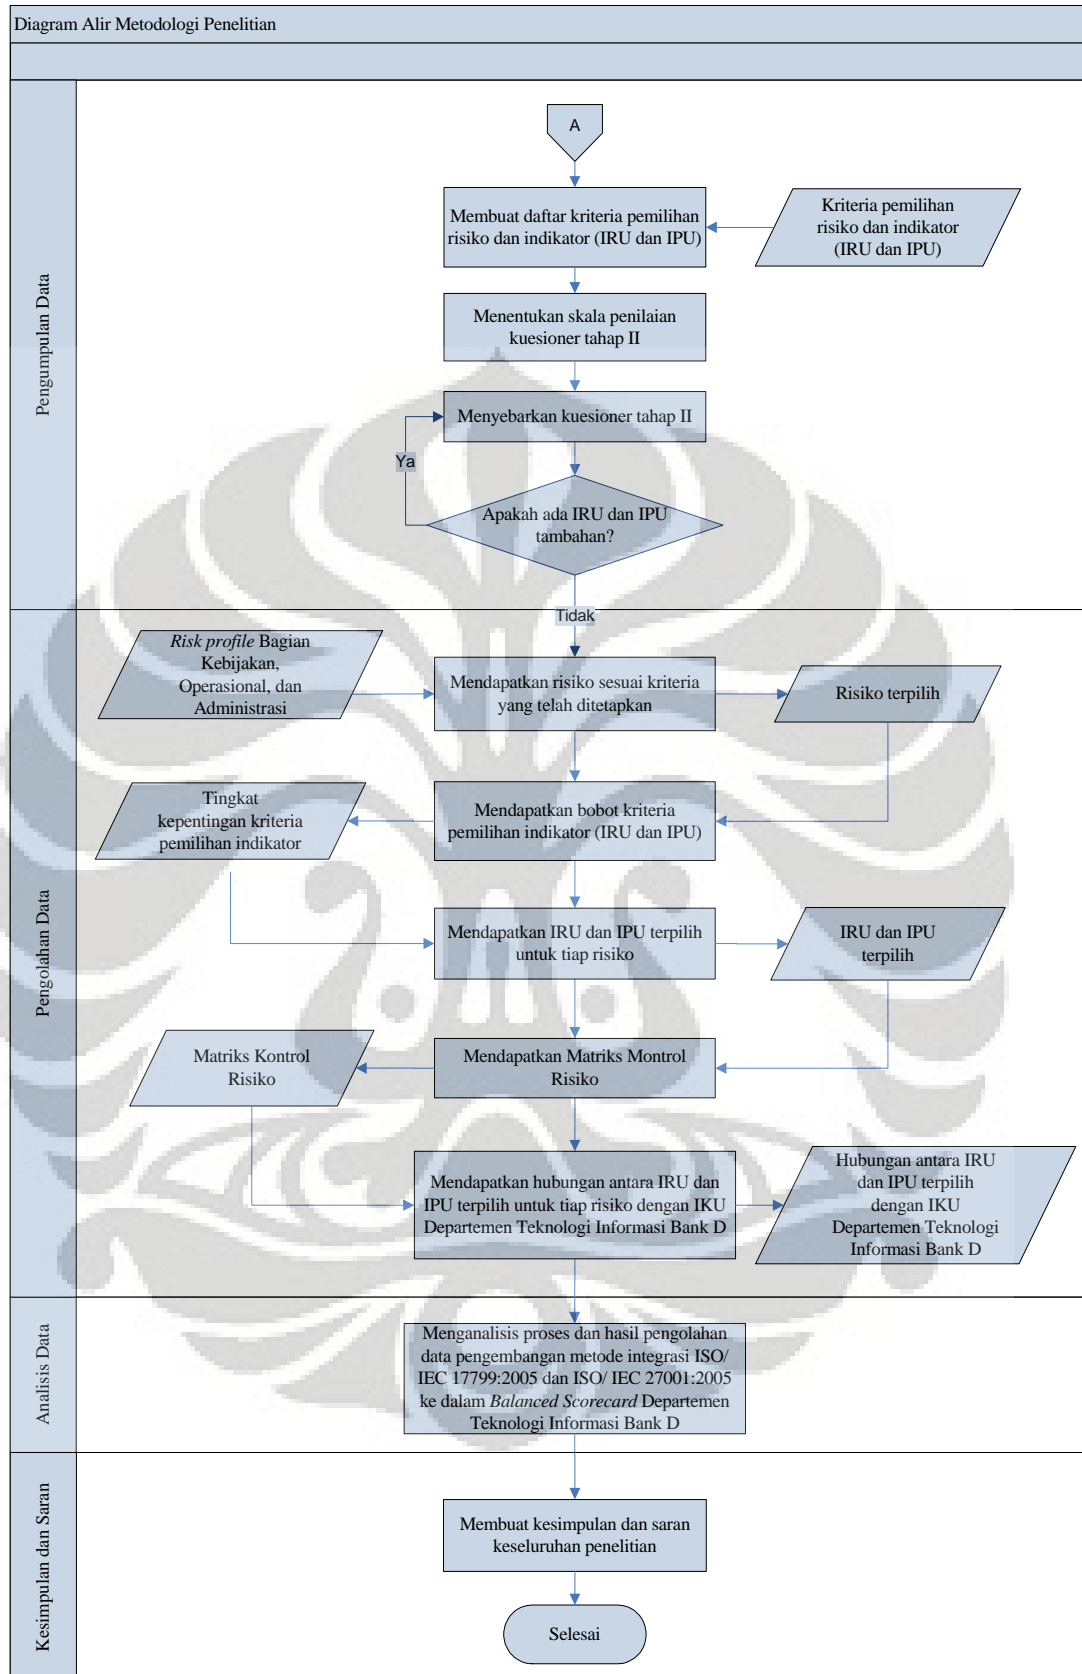 Diagram Alir Metodologi Penelitian
Pengumpulan Data
A
Membuat daftar kriteria pemilihan
risiko dan indikator (IRU dan IPU)
Kriteria pemilihan
risiko dan indikator
(IRU dan IPU)
Menentukan skala penilaian
kuesioner tahap II
Menyebarkan kuesioner tahap II
Ya
Apakah ada IRU dan IPU
tambahan?
Tidak
Pengolahan Data
Risk profile Bagian
Kebijakan,
Operasional, dan
Administrasi
Mendapatkan risiko sesuai kriteria
yang telah ditetapkan
Risiko terpilih
Tingkat
kepentingan kriteria
pemilihan indikator
Mendapatkan bobot kriteria
pemilihan indikator (IRU dan IPU)
Mendapatkan IRU dan IPU terpilih
untuk tiap risiko
IRU dan IPU
terpilih
Matriks Kontrol
Risiko
Mendapatkan Matriks Montrol
Risiko
Mendapatkan hubungan antara IRU dan
IPU terpilih untuk tiap risiko dengan IKU
Departemen Teknologi Informasi Bank D
Hubungan antara IRU
dan IPU terpilih
dengan IKU
Departemen Teknologi
Informasi Bank D
Analisis Data
Menganalisis proses dan hasil pengolahan
data pengembangan metode integrasi ISO/
IEC 17799:2005 dan ISO/ IEC 27001:2005
ke dalam Balanced Scorecard Departemen
Teknologi Informasi Bank D
Kesimpulan dan Saran
Membuat kesimpulan dan saran
keseluruhan penelitian
Selesai